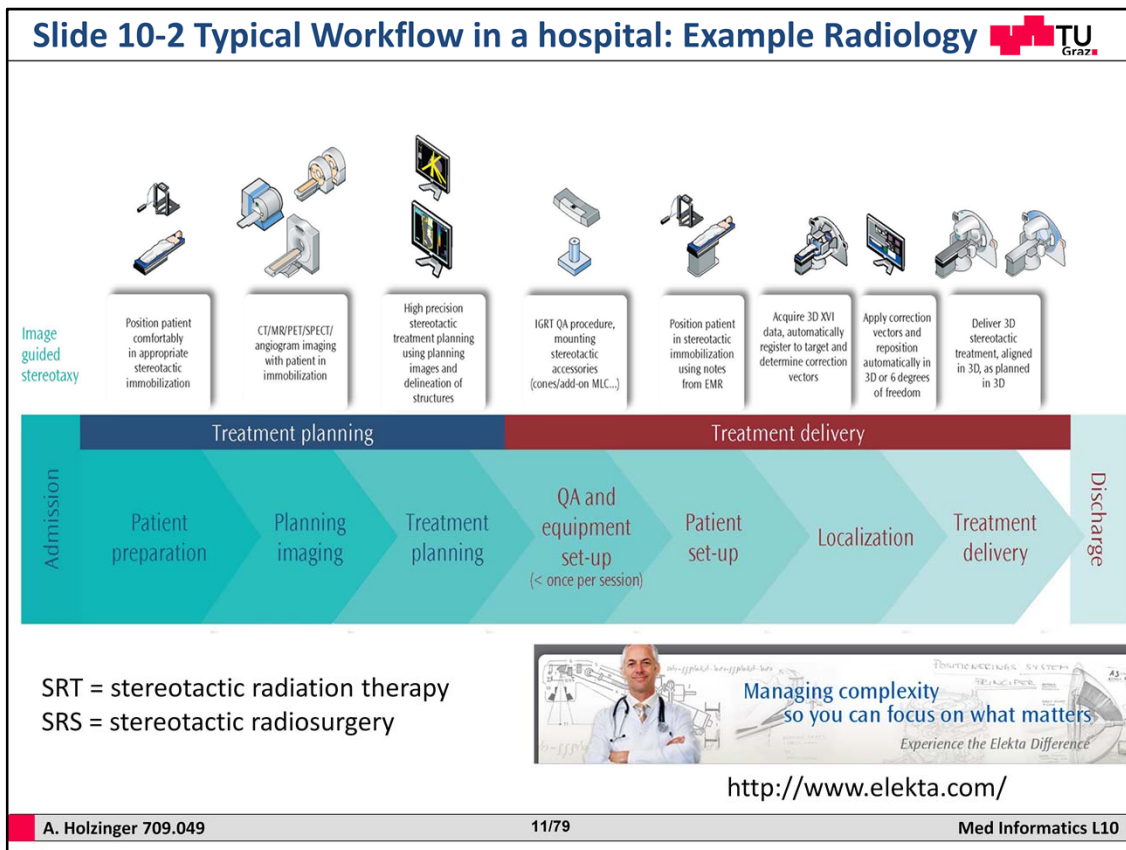 Slide 10-2 Typical Workflow in a hospital: Example Radiology
TU
Graz
Image
guided
stereotaxy
Position patient
comfortably
in appropriate
stereotactic
immobilization
CT/MR/PET/SPECT/
angiogram imaging
with patient in
immobilization
High precision
stereotactic
treatment planning
using planning
images and
delineation of
structures
IGRT QA procedure,
mounting
stereotactic
accessories
(cones/add-on MLC...)
Position patient
in stereotactic
immobilization
using notes
from EMR
Acquire 3D XVI
data, automatically
register to target and
determine correction
vectors
Apply correction
vectors and
reposition
automatically in
3D or 6 degrees
of freedom
Deliver 3D
stereotactic
treatment, aligned
in 3D, as planned
in 3D
Treatment planning
Treatment delivery
Admission
Patient
preparation
Planning
imaging
Treatment
planning
QA and
equipment
set-up
(< once per session)
Patient
set-up
Localization
Treatment
delivery
Discharge
SRT = stereotactic radiation therapy
SRS = stereotactic radiosurgery
POSITIONERINGS SYSTEM
PRINCIPER
Managing complexity
so you can focus on what matters
Experience the Elekta Difference
http://www.elekta.com/
A. Holzinger 709.049
11/79
Med Informatics L10